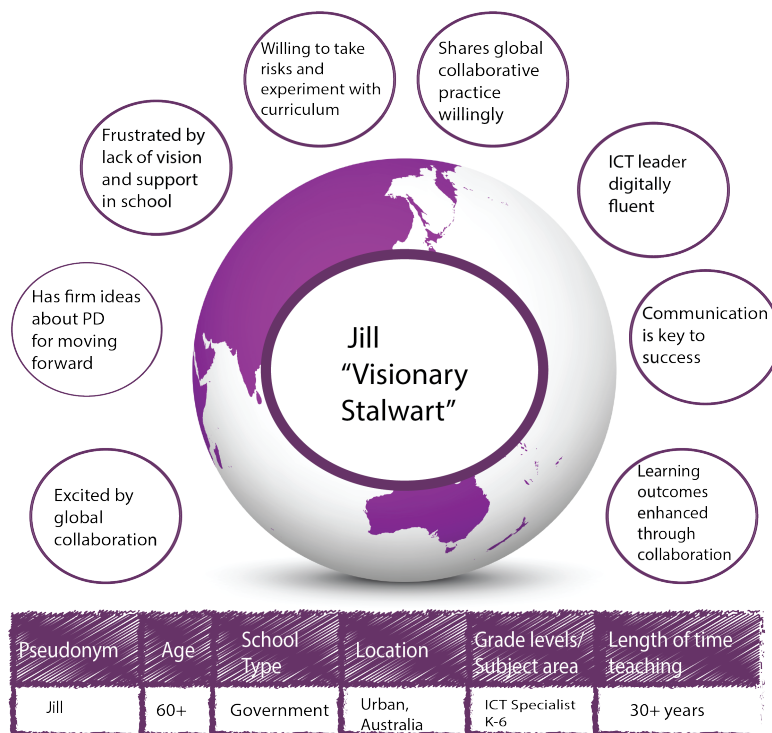 Willing to take
risks and
experiment with
curriculum
Shares global
collaborative
practice
willingly
Frustrated by
lack of vision
and support
in school
ICT leader
digitally
fluent
Has firm ideas
about PD
for moving
forward
Communication
is key to
success
Jill
“Visionary
Stalwart”
Excited by
global
collaboration
Learning
outcomes
enhanced
through
collaboration
Pseudonym
Age
School
Type
Location
Grade levels/
Subject area
Length of time
teaching
Jill
60+
Government
Urban,
Australia
ICT Specialist
K-6
30+ years